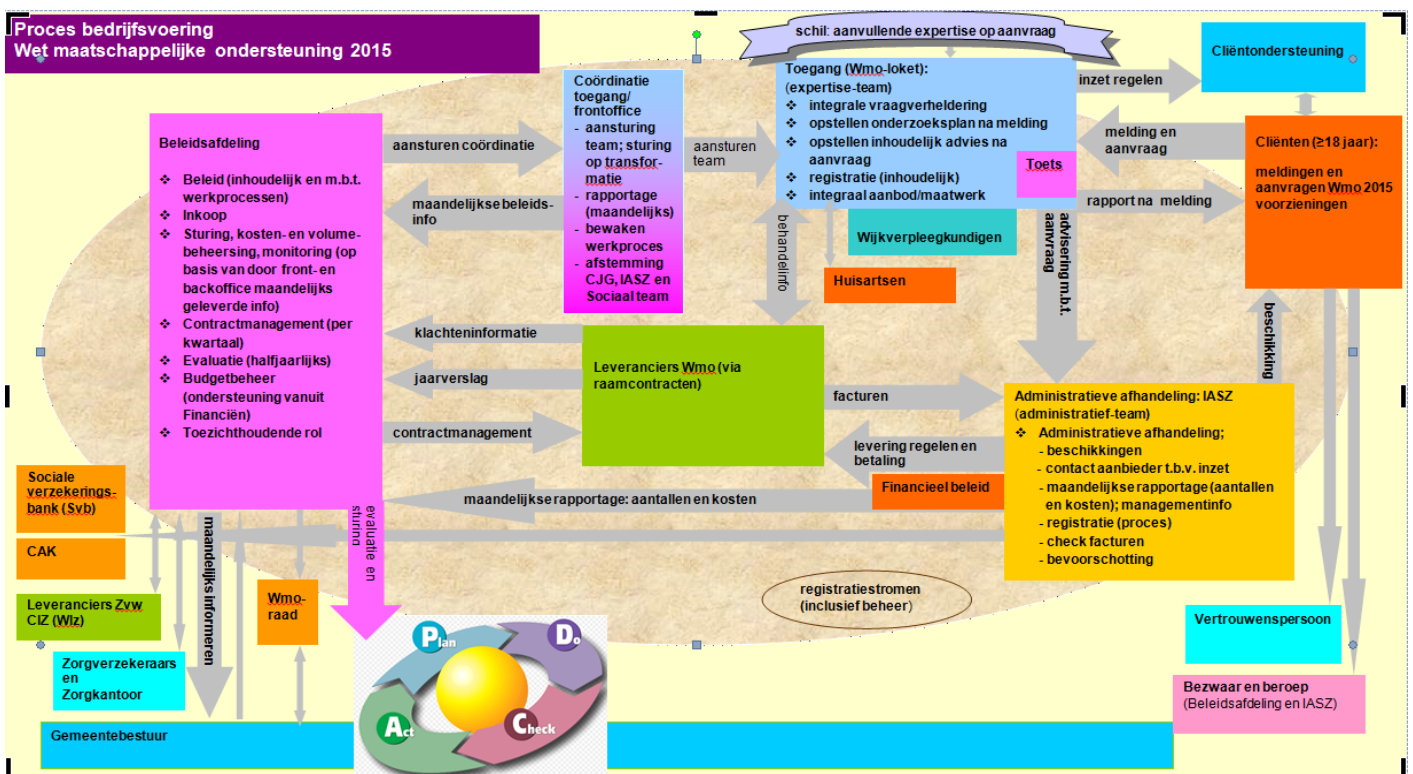 Proces bedrijfsvoering
Wet maatschappelijke ondersteuning 2015
schil: aanvullende expertise op aanvraag
Cliëntondersteuning
Coördinatie
toegang/
frontoffice
- aansturing
team; sturing
op transfor-
matie
- rapportage
(maandelijks)
- bewaken
werkproces
- afstemming
CJG, IASZ en
Sociaal team
Toegang (Wmo-loket):
(expertise-team)
❖ integrale vraagverheldering
❖ opstellen onderzoeksplan na melding
❖ opstellen inhoudelijk advies na
aanvraag
❖ registratie (inhoudelijk)
❖ integraal aanbod/maatwerk
Toets
inzet regelen
melding en
aanvraag
rapport na melding
Cliënten (≥18 jaar):
meldingen en
aanvragen Wmo 2015
voorzieningen
Beleidsafdeling
❖ Beleid (inhoudelijk en m.b.t.
werkprocessen)
❖ Inkoop
❖ Sturing, kosten- en volume-
beheersing, monitoring (op
basis van door front- en
backoffice maandelijks
geleverde info)
❖ Contractmanagement (per
kwartaal)
❖ Evaluatie (halfjaarlijks)
❖ Budgetbeheer
(ondersteuning vanuit
Financiën)
❖ Toezichthoudende rol
aansturen coördinatie
maandelijkse beleids-
info
aansturen
team
behandelinfo
Wijkverpleegkundigen
Huisartsen
advisering m.b.t.
aanvraag
beschikking
klachteninformatie
jaarverslag
contractmanagement
Leveranciers Wmo (via
raamcontracten)
facturen
levering regelen en
betaling
Financieel beleid
maandelijkse rapportage: aantallen en kosten
Administratieve afhandeling: IASZ
(administratief-team)
❖ Administratieve afhandeling;
- beschikkingen
- contact aanbieder t.b.v. inzet
- maandelijkse rapportage (aantallen
en kosten); managementinfo
- registratie (proces)
- check facturen
- bevoorschotting
Sociale
verzekerings-
bank (Svb)
CAK
Leveranciers Zvw
CIZ (Wlz)
Zorgverzekeraars
en
Zorgkantoor
maandelijks informeren
Wmo-
raad
evaluatie en
sturing
registratiestromen
(inclusief beheer)
Plan
Do
Check
Act
Vertrouwenspersoon
Bezwaar en beroep
(Beleidsafdeling en IASZ)
Gemeentebestuur